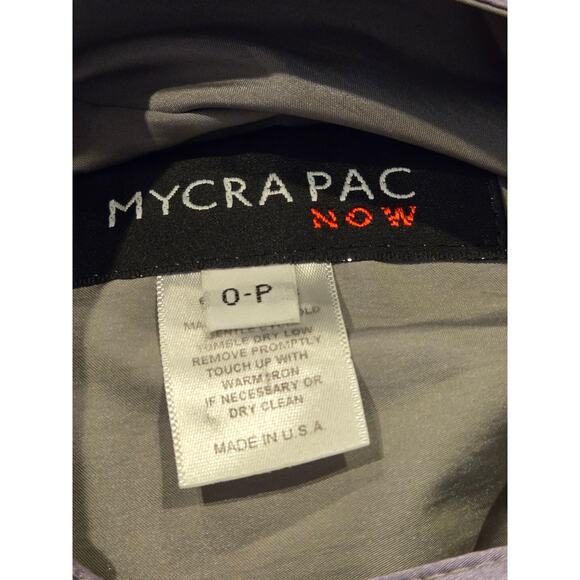 MYCRA PAC
NOW
O-P
GENTLE
TUMBLE DRY LOW
REMOVE PROMPTLY
TOUCH UP WITH
WARM IRON
IF NECESSARY OR
DRY CLEAN
MADE IN U.S.A.